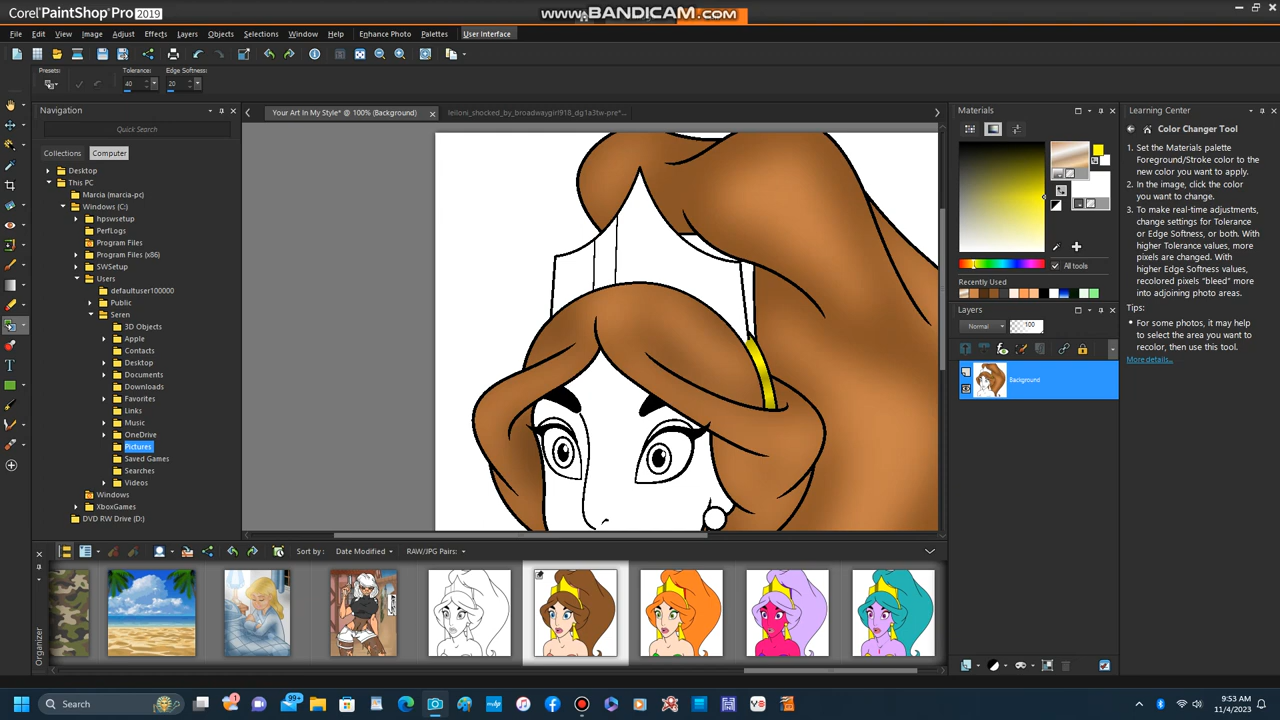 www.BANDICAM.com
Corel PaintShop Pro 2019
File Edit View Image Adjust Effects Layers Objects Selections Window Help Enhance Photo Palettes User Interface
Presets: Tolerance: Edge Softness:
40 20
Navigation
Quick Search
Collections Computer
Desktop
This PC
Marcia (marcia-pc)
Windows (C:)
hpswsetup
PerfLogs
Program Files
Program Files (x86)
SWSetup
Users
defaultuser100000
Public
Seren
3D Objects
Apple
Contacts
Desktop
Documents
Downloads
Favorites
Links
Music
OneDrive
Pictures
Saved Games
Searches
Videos
Windows
XboxGames
DVD RW Drive (D:)
Your Art In My Style* @ 100% (Background)
leiloni_shocked_by_broadwaygirl918_dg1a3tw-pre*...
Materials
All tools
Recently Used
Layers
Normal 100
Background
Learning Center
Color Changer Tool
1. Set the Materials palette
Foreground/Stroke color to the
new color you want to apply.
2. In the image, click the color
you want to change.
3. To make real-time adjustments,
change settings for Tolerance
or Edge Softness, or both. With
higher Tolerance values, more
pixels are changed. With
higher Edge Softness values,
recolored pixels "bleed" more
into adjoining photo areas.
Tips:
• For some photos, it may help
to select the area you want to
recolor, then use this tool.
More details...
Organizer
Sort by: Date Modified RAW/JPG Pairs:
Search
1
99+
9:53 AM
11/4/2023